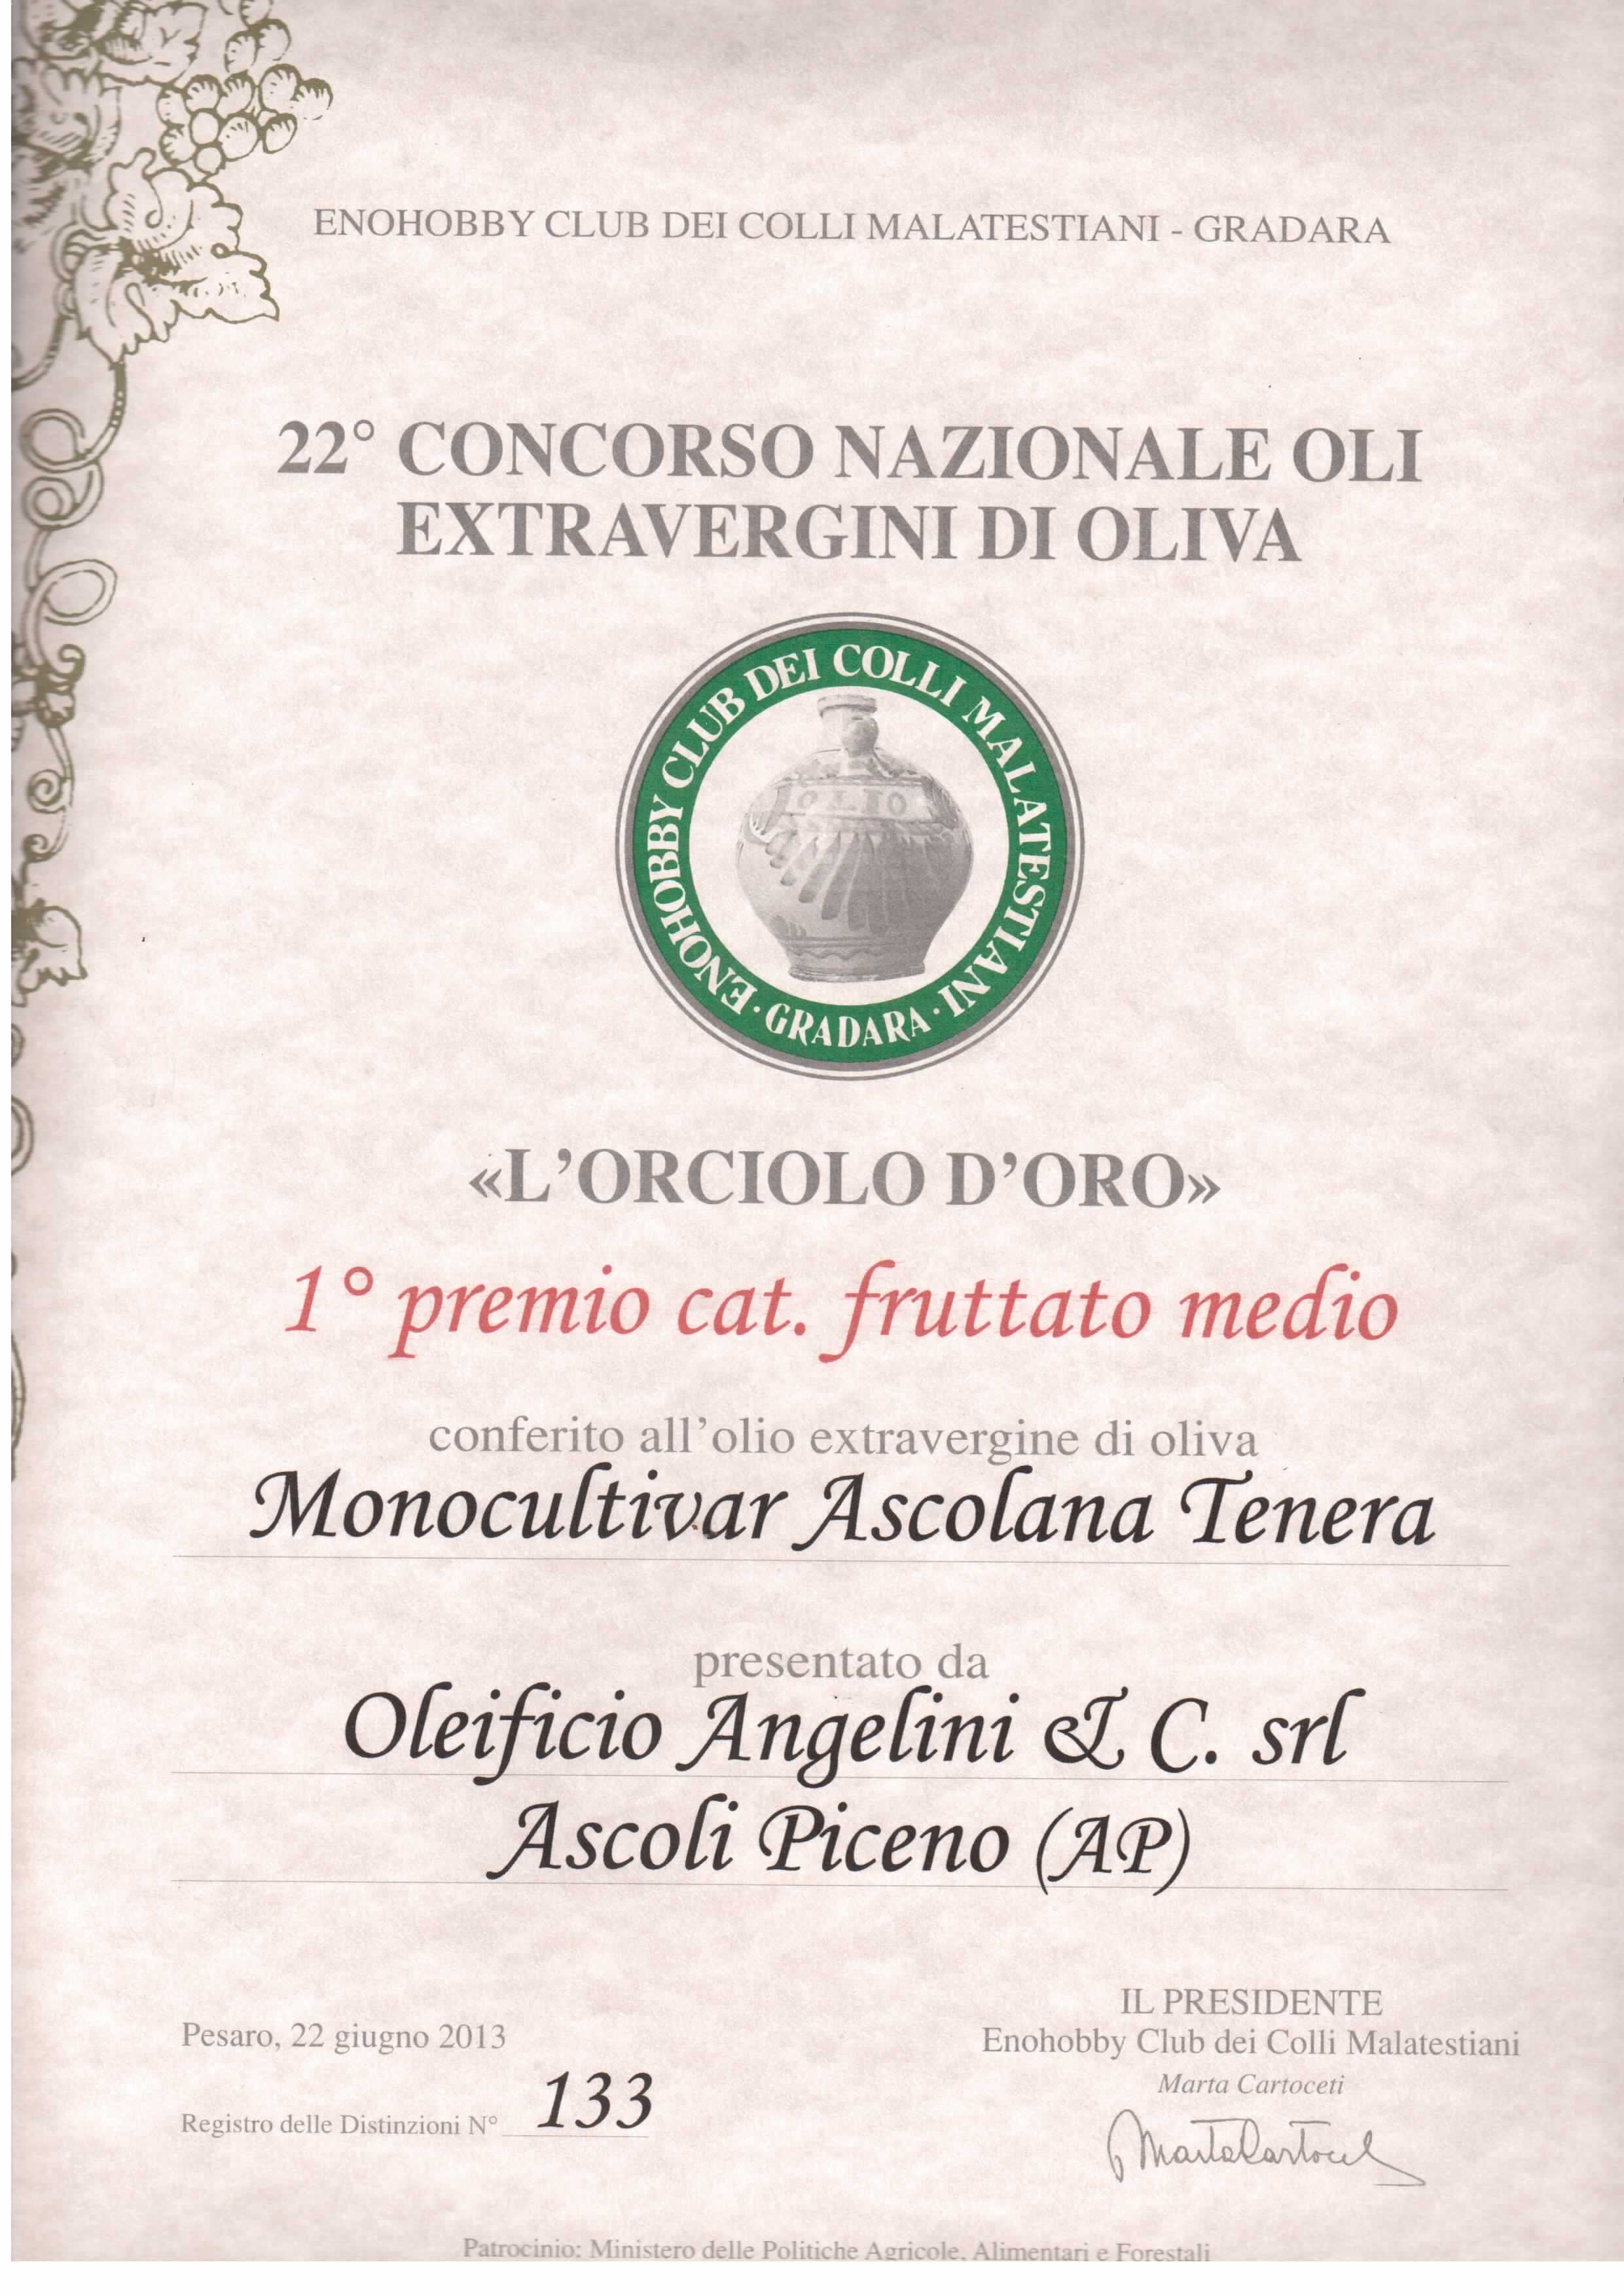 ENOHOBBY CLUB DEI COLLI MALATESTIANI - GRADARA
22° CONCORSO NAZIONALE OLI
EXTRAVERGINI DI OLIVA
ENOHOBBY CLUB DEI COLLI MALATESTIANI
· GRADARA ·
OLIO
«L'ORCIOLO D'ORO»
1° premio cat. fruttato medio
conferito all'olio extravergine di oliva
Monocultivar Ascolana Tenera
presentato da
Oleificio Angelini & C. srl
Ascoli Piceno (AP)
IL PRESIDENTE
Enohobby Club dei Colli Malatestiani
Marta Cartoceti
Marta Cartoceti
Pesaro, 22 giugno 2013
Registro delle Distinzioni N° 133
Patrocinio: Ministero delle Politiche Agricole, Alimentari e Forestali